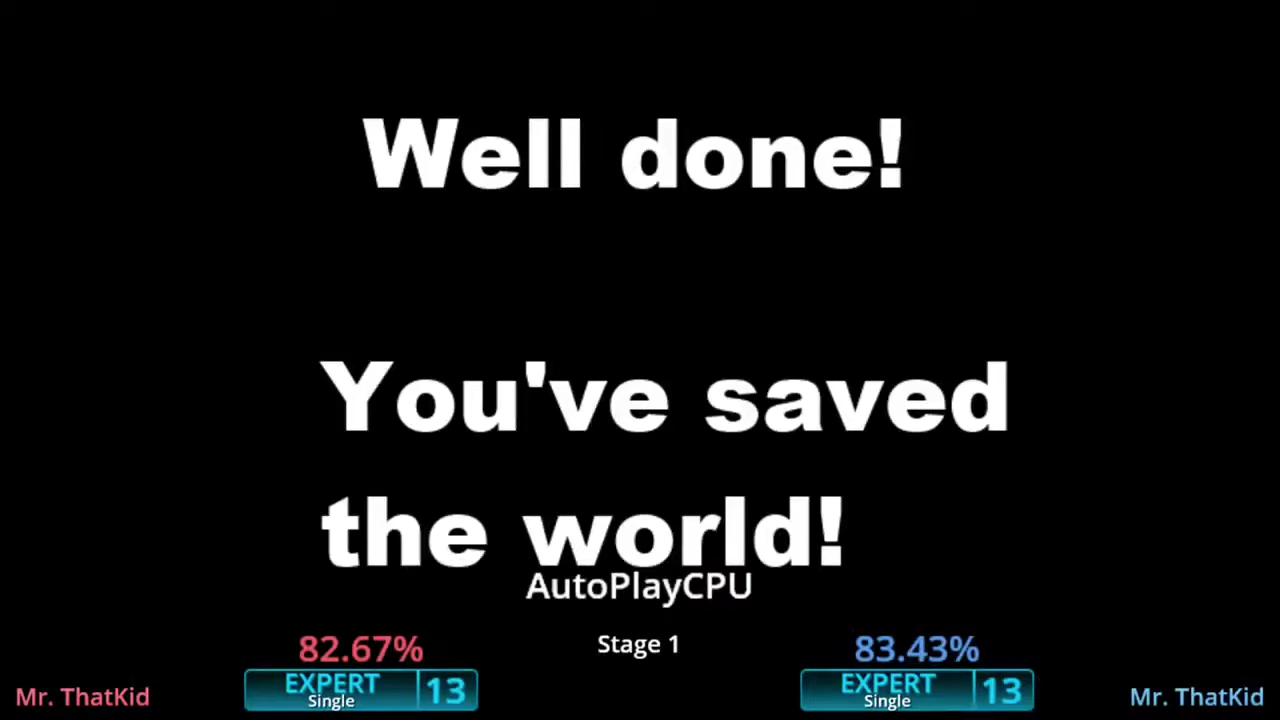 Well done!
You've saved
the world!
AutoPlayCPU
82.67%
Stage 1
83.43%
Mr. ThatKid
EXPERT
Single
13
EXPERT
Single
13
Mr. ThatKid